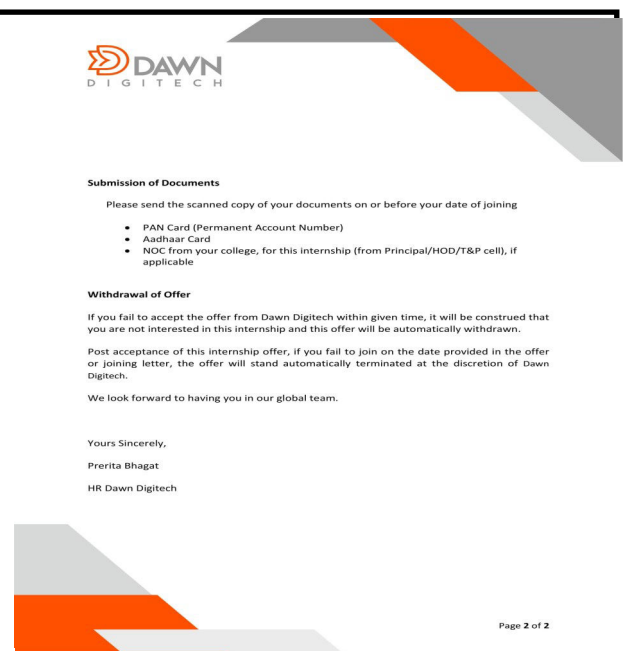 DAWN
DIGITECH
Submission of Documents
Please send the scanned copy of your documents on or before your date of joining
• PAN Card (Permanent Account Number)
• Aadhaar Card
• NOC from your college, for this internship (from Principal/HOD/T&P cell), if
applicable
Withdrawal of Offer
If you fail to accept the offer from Dawn Digitech within given time, it will be construed that
you are not interested in this internship and this offer will be automatically withdrawn.
Post acceptance of this internship offer, if you fail to join on the date provided in the offer
or joining letter, the offer will stand automatically terminated at the discretion of Dawn
Digitech.
We look forward to having you in our global team.
Yours Sincerely,
Prerita Bhagat
HR Dawn Digitech
Page 2 of 2